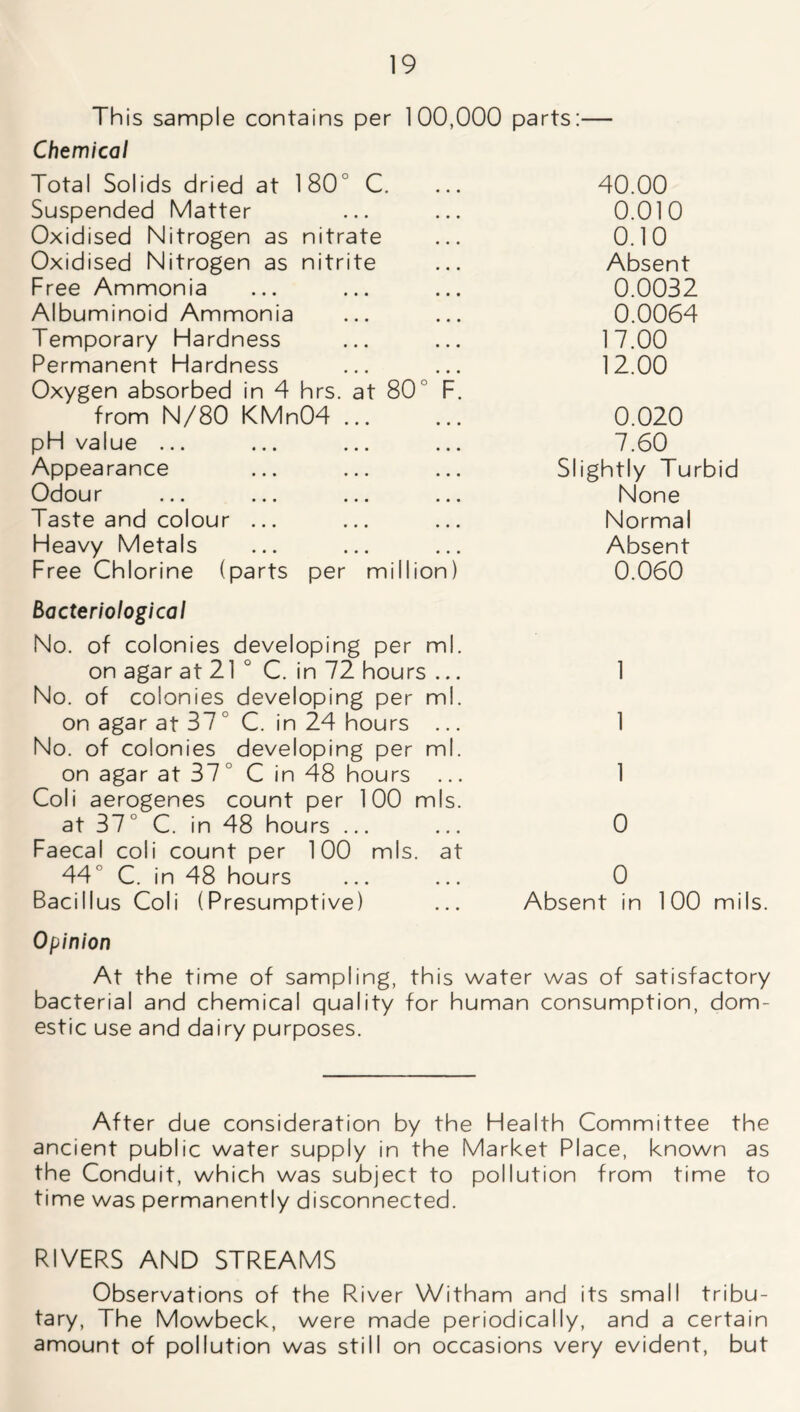 19
This sample contains per 100,000 parts:—
Chemical
Total Solids dried at 180° C. ... 40.00
Suspended Matter ... ... 0.010
Oxidised Nitrogen as nitrate ... 0.10
Oxidised Nitrogen as nitrite ... Absent
Free Ammonia ... ... ... 0.0032
Albuminoid Ammonia ... ... 0.0064
Temporary Hardness ... ... 17.00
Permanent Hardness ... ... 12.00
Oxygen absorbed in 4 hrs. at 80° F.
from N/80 KMn04 ... ... 0.020
pH value ... ... ... ... 7.60
Appearance ... ... ... Slightly Turbid
Odour ... ... ... ... None
Taste and colour ... ... ... Normal
Heavy Metals ... ... ... Absent
Free Chlorine (parts per million) 0.060
Bacteriological
No. of colonies developing per ml.
on agar at 21° C. in 72 hours ... 1
No. of colonies developing per ml.
on agar at 37° C. in 24 hours ... 1
No. of colonies developing per ml.
on agar at 37° C in 48 hours ... 1
Coli aerogenes count per 100 mls.
at 37° C. in 48 hours ... ... 0
Faecal coli count per 100 mls. at
44° C. in 48 hours ... ... 0
Bacillus Coli (Presumptive) ... Absent in 100 mils.
Opinion
At the time of sampling, this water was of satisfactory
bacterial and chemical quality for human consumption, dom-
estic use and dairy purposes.
After due consideration by the Health Committee the
ancient public water supply in the Market Place, known as
the Conduit, which was subject to pollution from time to
time was permanently disconnected.
RIVERS AND STREAMS
Observations of the River Witham and its small tribu-
tary, The Mowbeck, were made periodically, and a certain
amount of pollution was still on occasions very evident, but